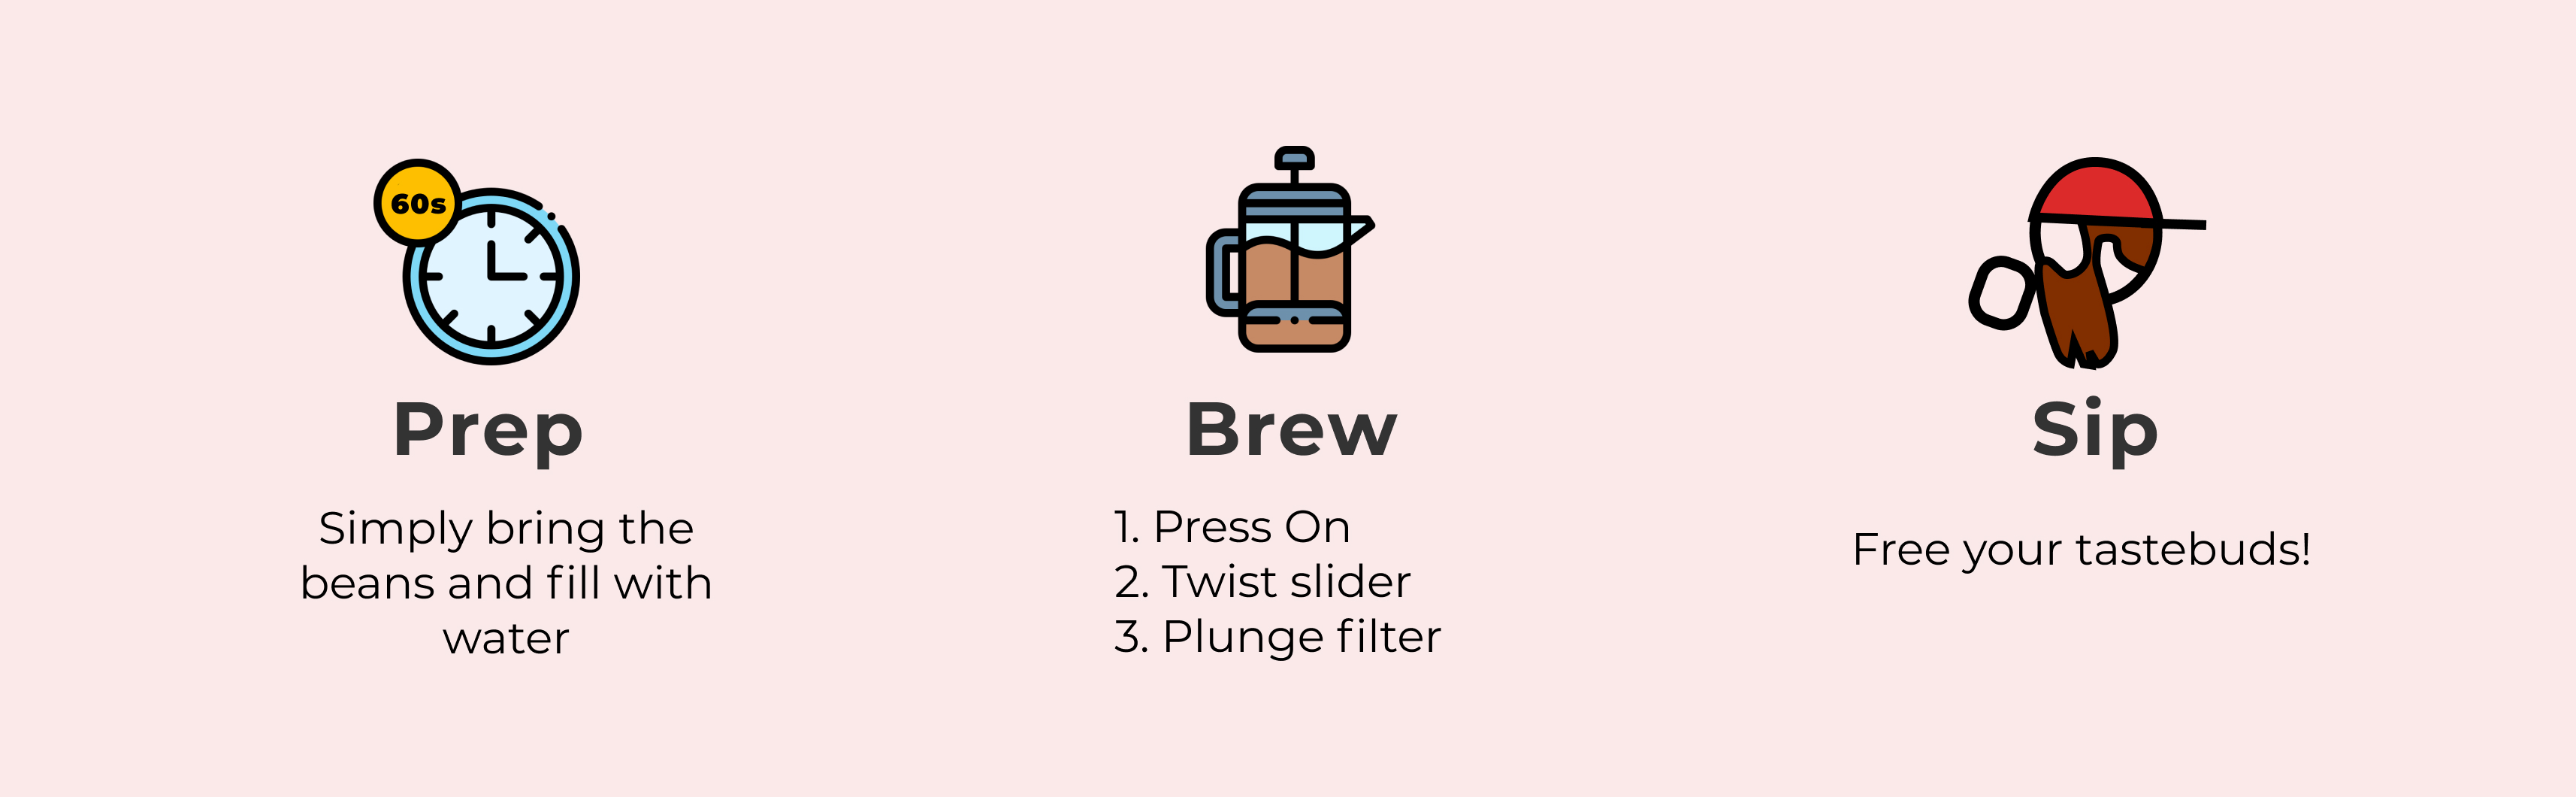 60s
Prep
Simply bring the
beans and fill with
water
Brew
1. Press On
2. Twist slider
3. Plunge filter
Sip
Free your tastebuds!